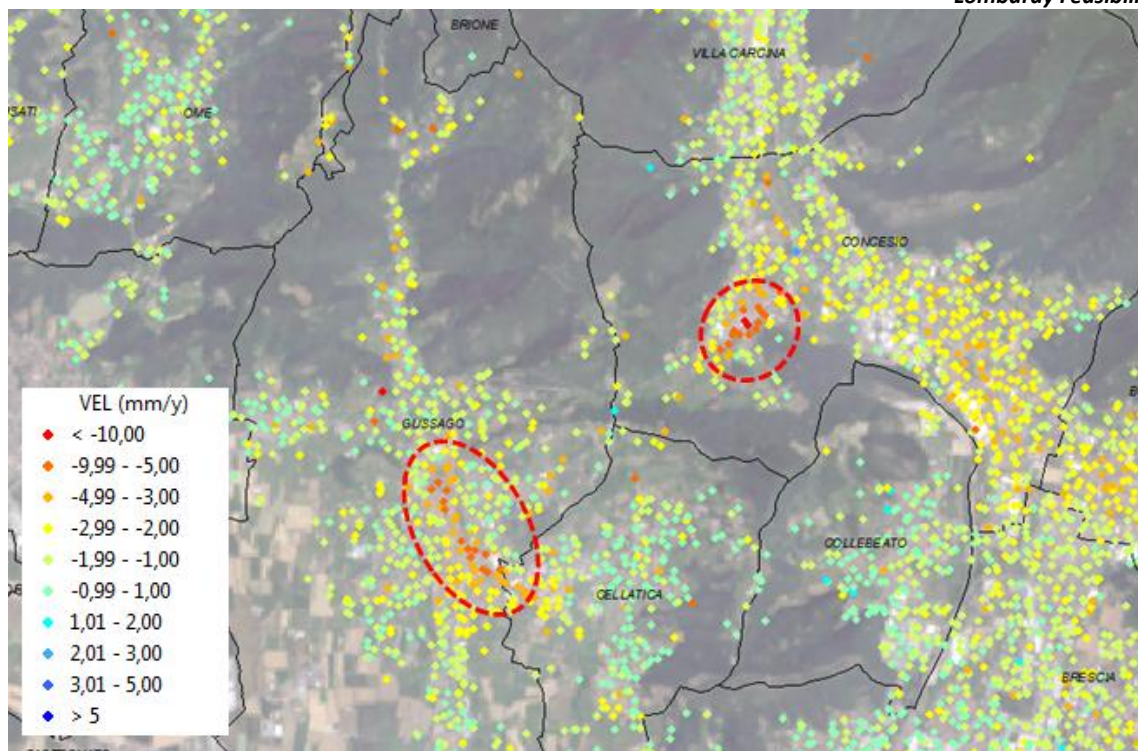 Lombardy Feasibili
BRIONE
VILLA CARCINA
OME
CONCESIO
GUSSAGO
COLLEBEATO
CELLATICA
BRESCIA
VEL (mm/y)
< -10,00
-9,99 - -5,00
-4,99 - -3,00
-2,99 - -2,00
-1,99 - -1,00
-0,99 - 1,00
1,01 - 2,00
2,01 - 3,00
3,01 - 5,00
> 5